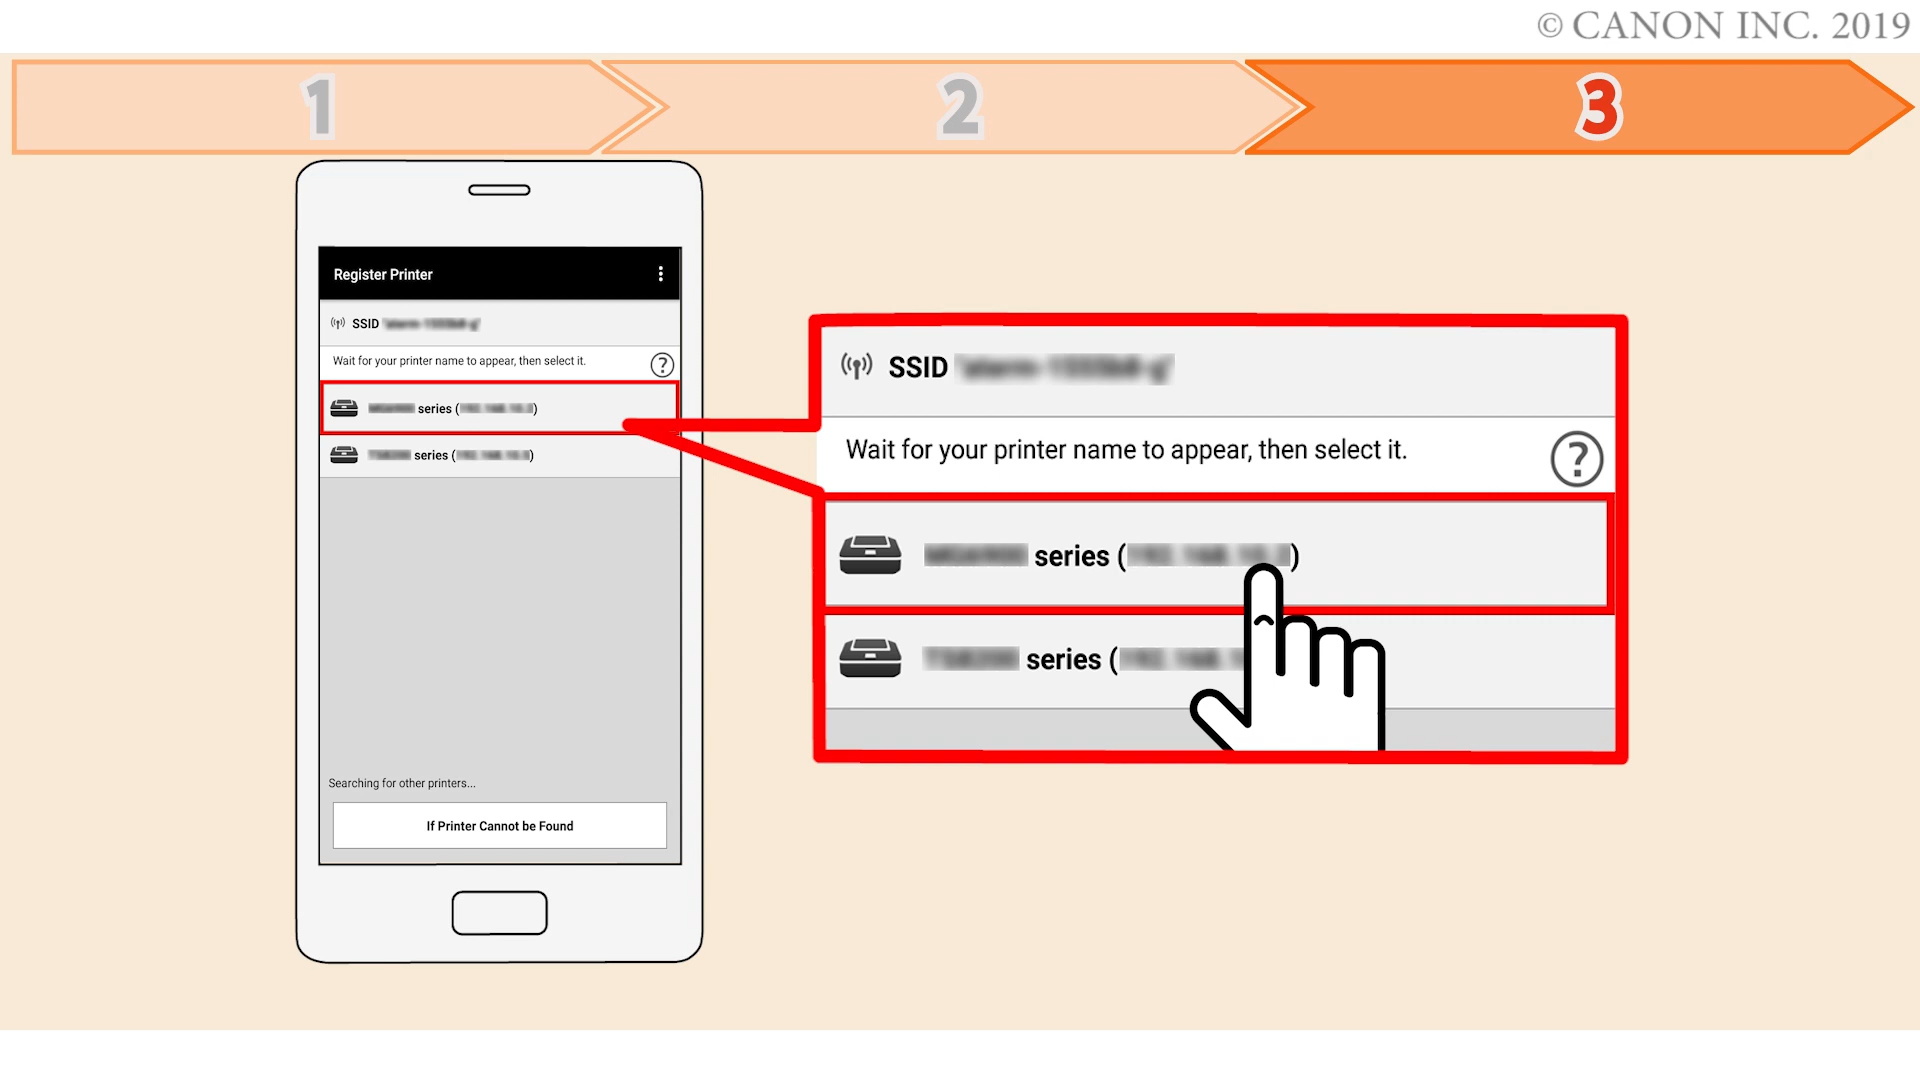 © CANON INC. 2019
1
2
3
Register Printer
SSID
Wait for your printer name to appear, then select it.
?
series (
)
series (
)
Searching for other printers...
If Printer Cannot be Found
SSID
Wait for your printer name to appear, then select it.
?
series (
)
series (